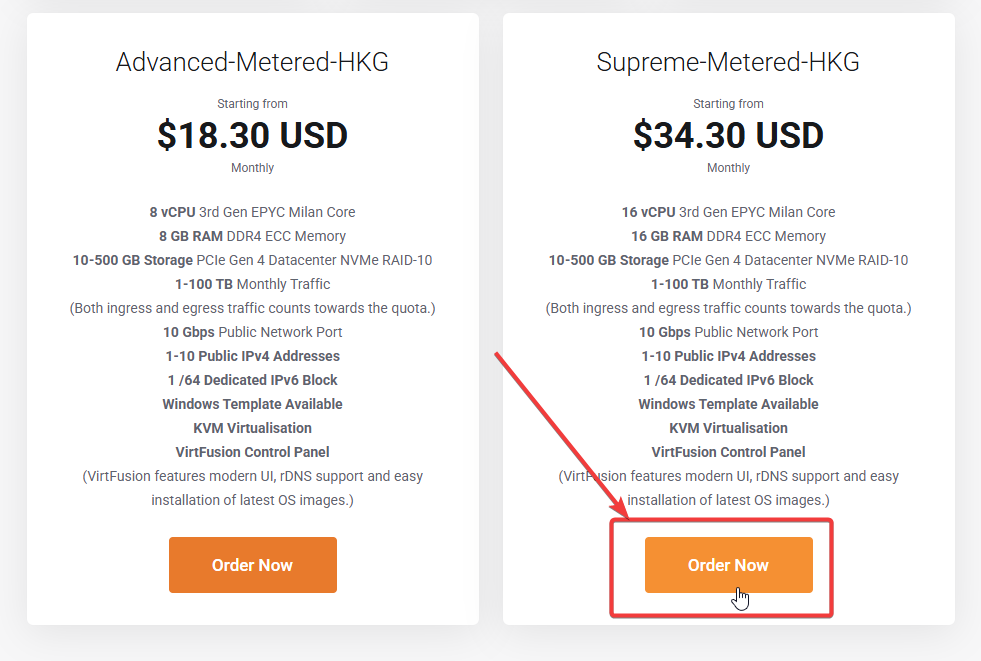 Advanced-Metered-HKG
Starting from
$18.30 USD
Monthly
8 vCPU 3rd Gen EPYC Milan Core
8 GB RAM DDR4 ECC Memory
10-500 GB Storage PCIe Gen 4 Datacenter NVMe RAID-10
1-100 TB Monthly Traffic
(Both ingress and egress traffic counts towards the quota.)
10 Gbps Public Network Port
1-10 Public IPv4 Addresses
1 /64 Dedicated IPv6 Block
Windows Template Available
KVM Virtualisation
VirtFusion Control Panel
(VirtFusion features modern UI, rDNS support and easy
installation of latest OS images.)
Order Now
Supreme-Metered-HKG
Starting from
$34.30 USD
Monthly
16 vCPU 3rd Gen EPYC Milan Core
16 GB RAM DDR4 ECC Memory
10-500 GB Storage PCIe Gen 4 Datacenter NVMe RAID-10
1-100 TB Monthly Traffic
(Both ingress and egress traffic counts towards the quota.)
10 Gbps Public Network Port
1-10 Public IPv4 Addresses
1 /64 Dedicated IPv6 Block
Windows Template Available
KVM Virtualisation
VirtFusion Control Panel
(VirtFusion features modern UI, rDNS support and easy
installation of latest OS images.)
Order Now